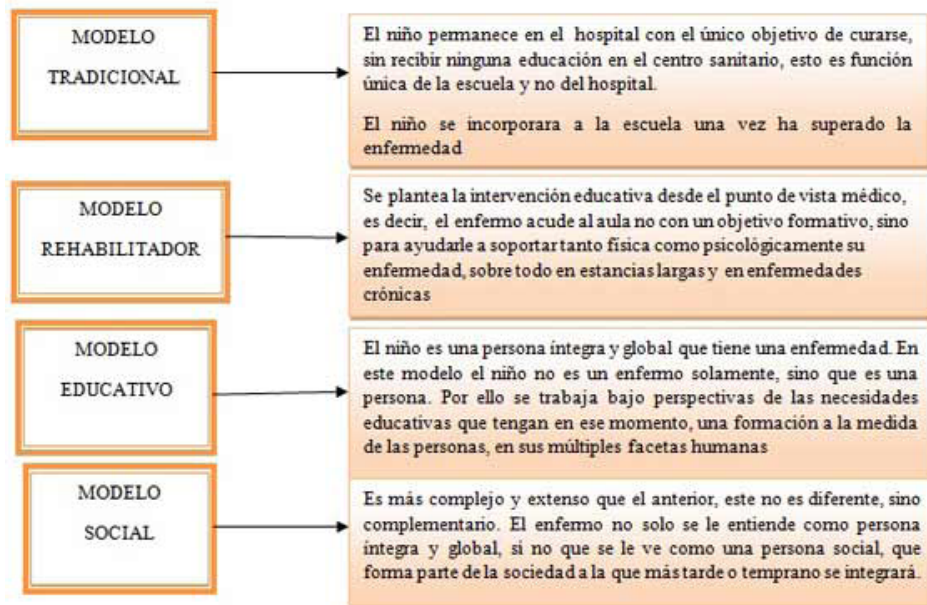 MODELO
TRADICIONAL
El niño permanece en el hospital con el único objetivo de curarse,
sin recibir ninguna educación en el centro sanitario, esto es función
única de la escuela y no del hospital.
El niño se incorporara a la escuela una vez ha superado la
enfermedad
MODELO
REHABILITADOR
Se plantea la intervención educativa desde el punto de vista médico,
es decir, el enfermo acude al aula no con un objetivo formativo, sino
para ayudarle a soportar tanto física como psicológicamente su
enfermedad, sobre todo en estancias largas y en enfermedades
crónicas
MODELO
EDUCATIVO
El niño es una persona íntegra y global que tiene una enfermedad. En
este modelo el niño no es un enfermo solamente, sino que es una
persona. Por ello se trabaja bajo perspectivas de las necesidades
educativas que tengan en ese momento, una formación a la medida
de las personas, en sus múltiples facetas humanas
MODELO
SOCIAL
Es más complejo y extenso que el anterior, este no es diferente, sino
complementario. El enfermo no solo se le entiende como persona
íntegra y global, si no que se le ve como una persona social, que
forma parte de la sociedad a la que más tarde o temprano se integrará.